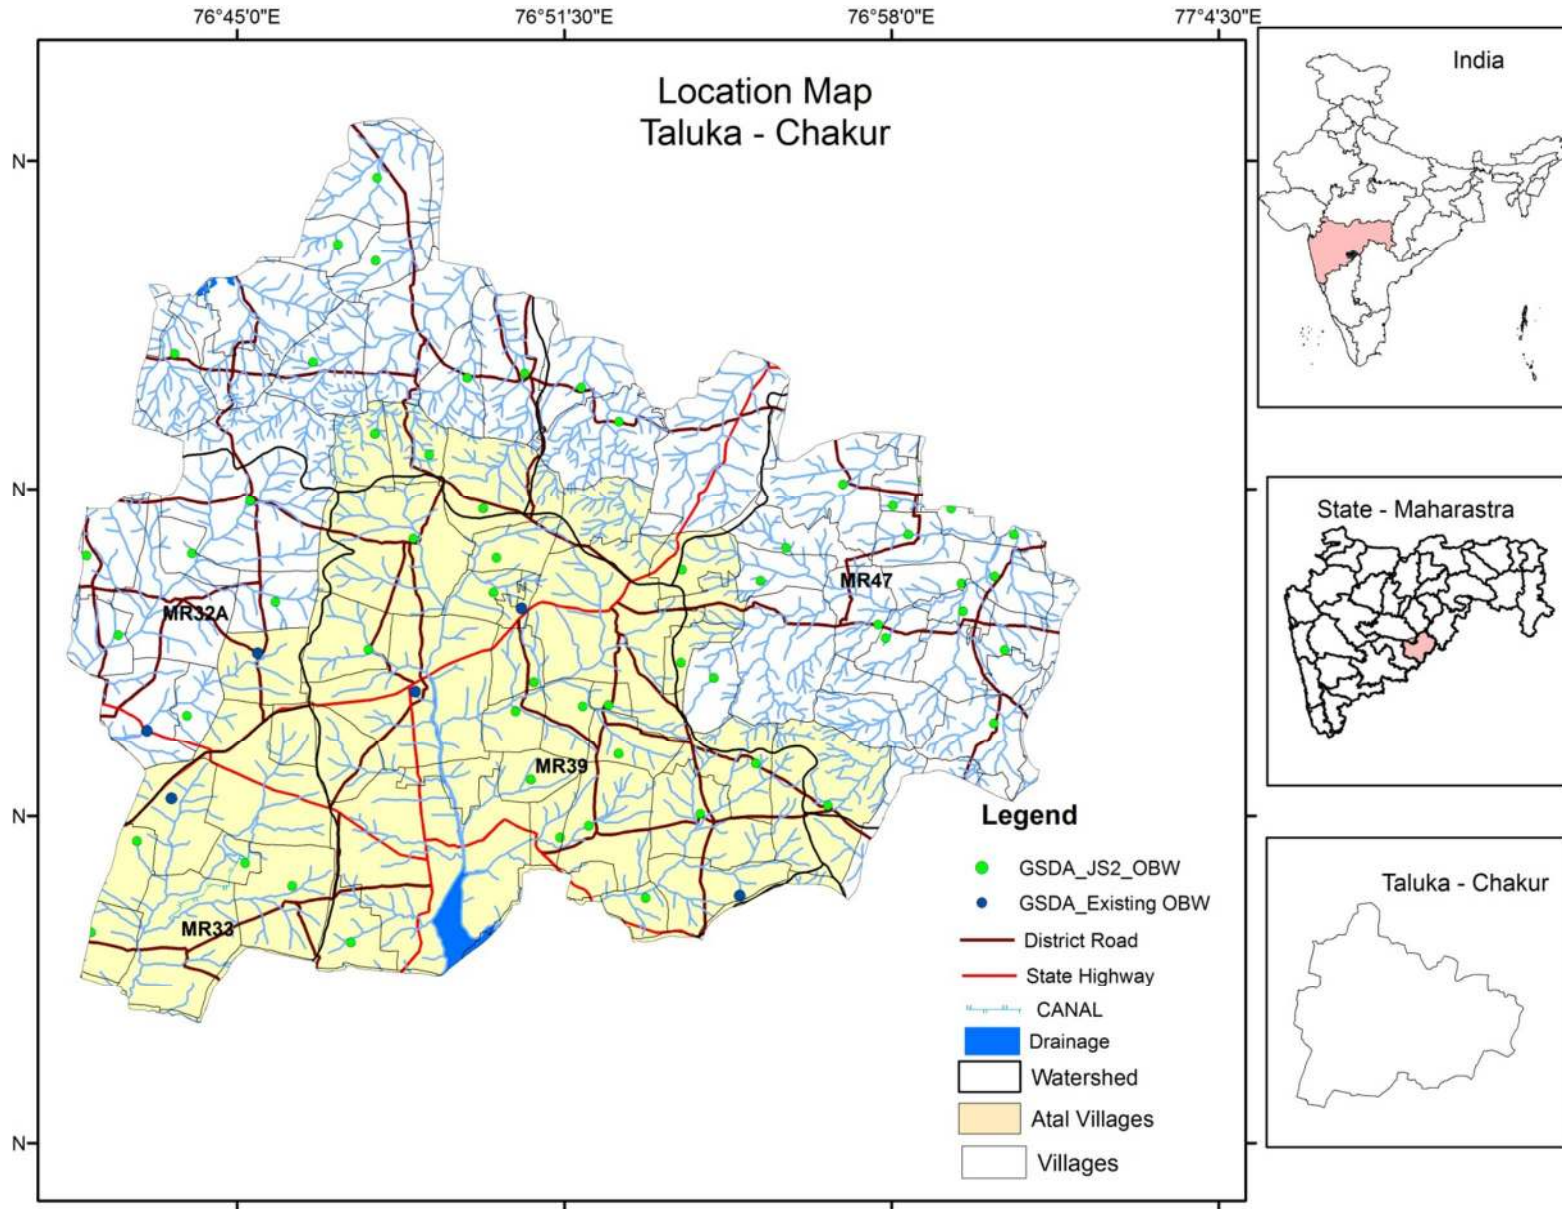 76°45'0"E 76°51'30"E 76°58'0"E 77°4'30"E
Location Map
Taluka - Chakur
N
N
N
N
MR32A
MR47
MR39
MR33
Legend
GSDA_JS2_OBW
GSDA_Existing OBW
District Road
State Highway
CANAL
Drainage
Watershed
Atal Villages
Villages
India
State - Maharastra
Taluka - Chakur